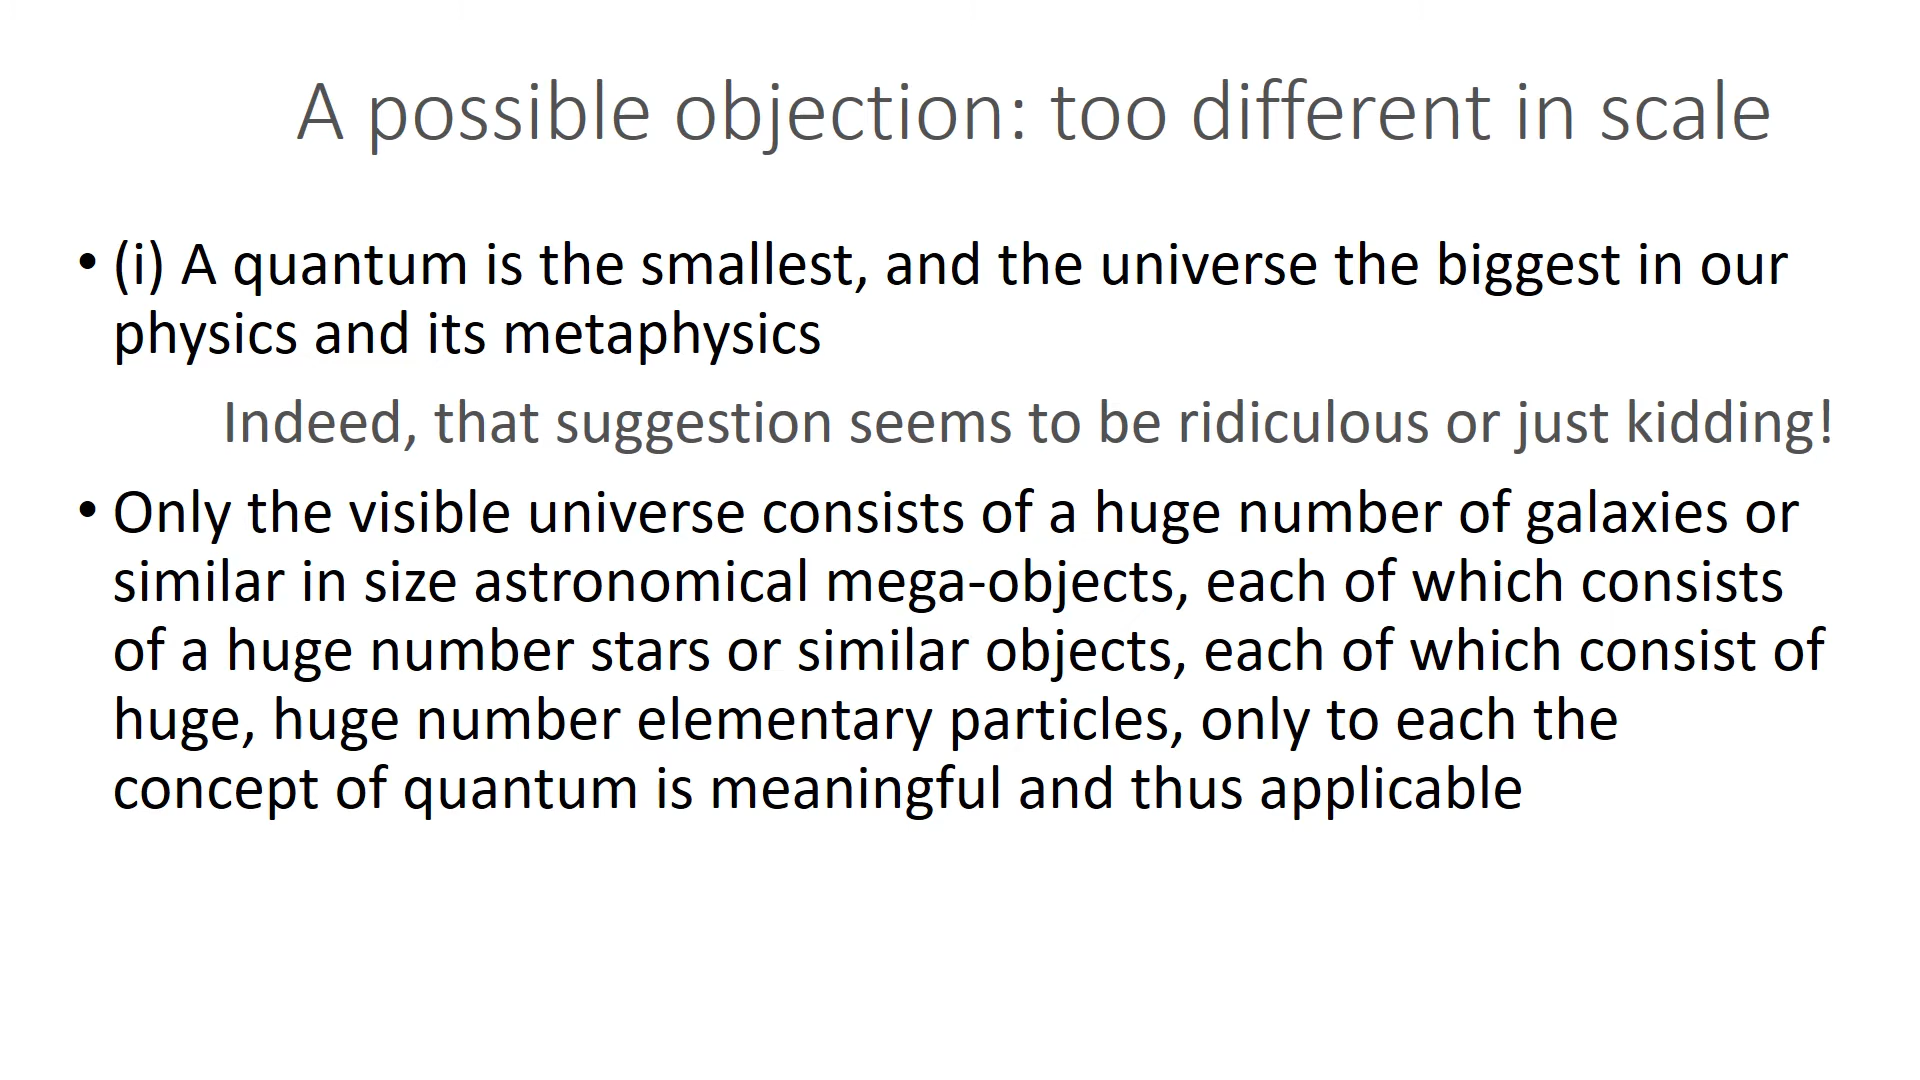 A possible objection: too different in scale
• (i) A quantum is the smallest, and the universe the biggest in our
physics and its metaphysics
Indeed, that suggestion seems to be ridiculous or just kidding!
• Only the visible universe consists of a huge number of galaxies or
similar in size astronomical mega-objects, each of which consists
of a huge number stars or similar objects, each of which consist of
huge, huge number elementary particles, only to each the
concept of quantum is meaningful and thus applicable